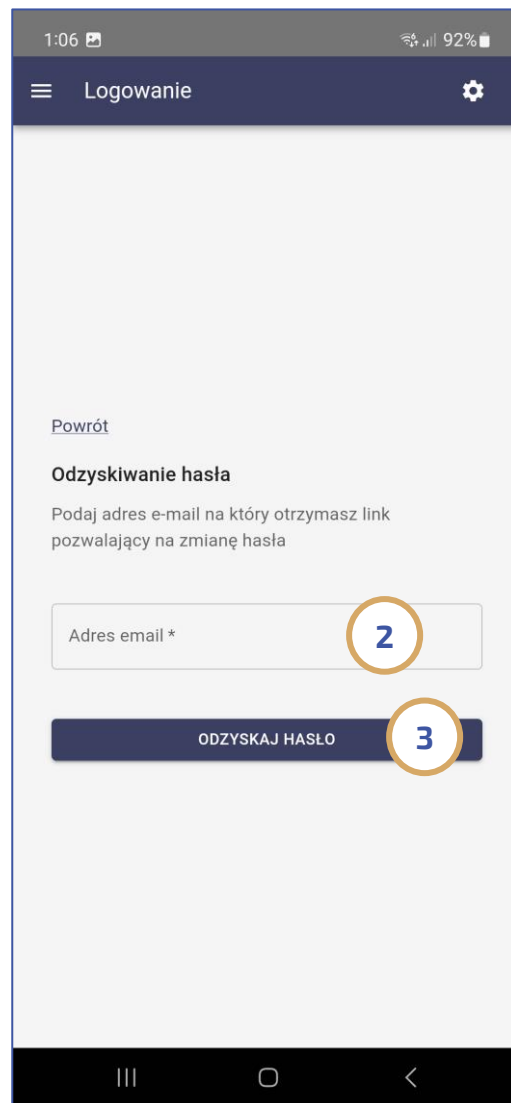 1:06 92%
Logowanie
Powrót
Odzyskiwanie hasła
Podaj adres e-mail na który otrzymasz link
pozwalający na zmianę hasła
Adres email * 2
ODZYSKAJ HASŁO 3